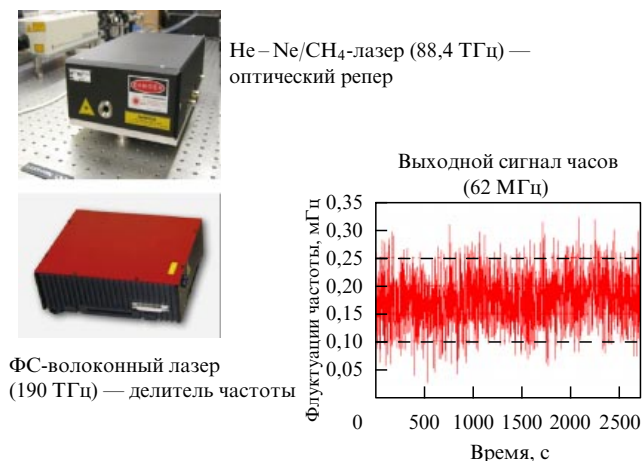 He–Ne/CH₄-лазер (88,4 ТГц) —
оптический репер
DANGER
ФС-волоконный лазер
(190 ТГц) — делитель частоты
Выходной сигнал часов
(62 МГц)
Флуктуации частоты, мГц
0,35
0,30
0,25
0,20
0,15
0,10
0,05
0 500 1000 1500 2000 2500
Время, с